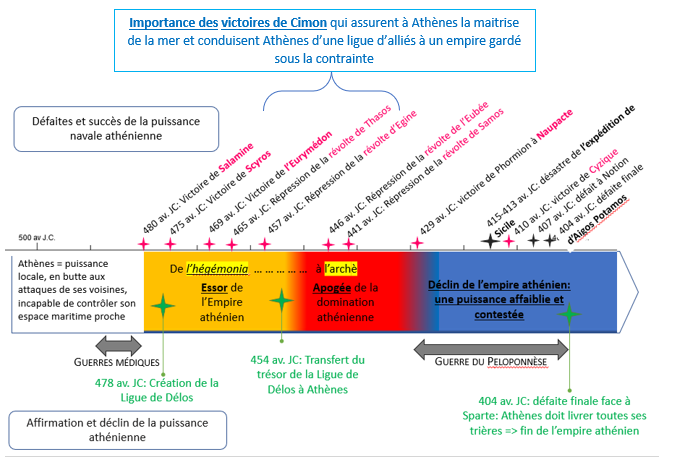 Importance des victoires de Cimon qui assurent à Athènes la maitrise
de la mer et conduisent Athènes d'une ligue d'alliés à un empire gardé
sous la contrainte
Défaites et succès de la puissance
navale athénienne
480 av. JC: Victoire de Salamine
475 av. JC: Victoire de Scyros
469 av. JC: Victoire de l'Eurymédon
465 av. JC: Répression de la révolte de Thasos
457 av. JC: Répression de la révolte d'Egine
446 av. JC: Répression de la révolte de l'Eubée
441 av. JC: Répression de la révolte de Samos
429 av. JC: victoire de Phormion à Naupacte
415-413 av. JC: désastre de l'expédition de
Sicile
410 av. JC: victoire de Cyzique
407 av. JC: défait à Notion
404 av. JC: défaite finale
d'Aigos Potamos
500 av J.C.
Athènes = puissance
locale, en butte aux
attaques de ses voisines,
incapable de contrôler son
espace maritime proche
De l'hégémonia … … … … … à l'archè
Essor de
l'Empire
athénien
Apogée de la
domination
athénienne
Déclin de l'empire athénien:
une puissance affaiblie et
contestée
GUERRES MÉDIQUES
GUERRE DU PELOPONNÈSE
478 av. JC: Création de la
Ligue de Délos
454 av. JC: Transfert du
trésor de la Ligue de
Délos à Athènes
404 av. JC: défaite finale face à
Sparte: Athènes doit livrer toutes ses
trières => fin de l'empire athénien
Affirmation et déclin de la puissance
athénienne